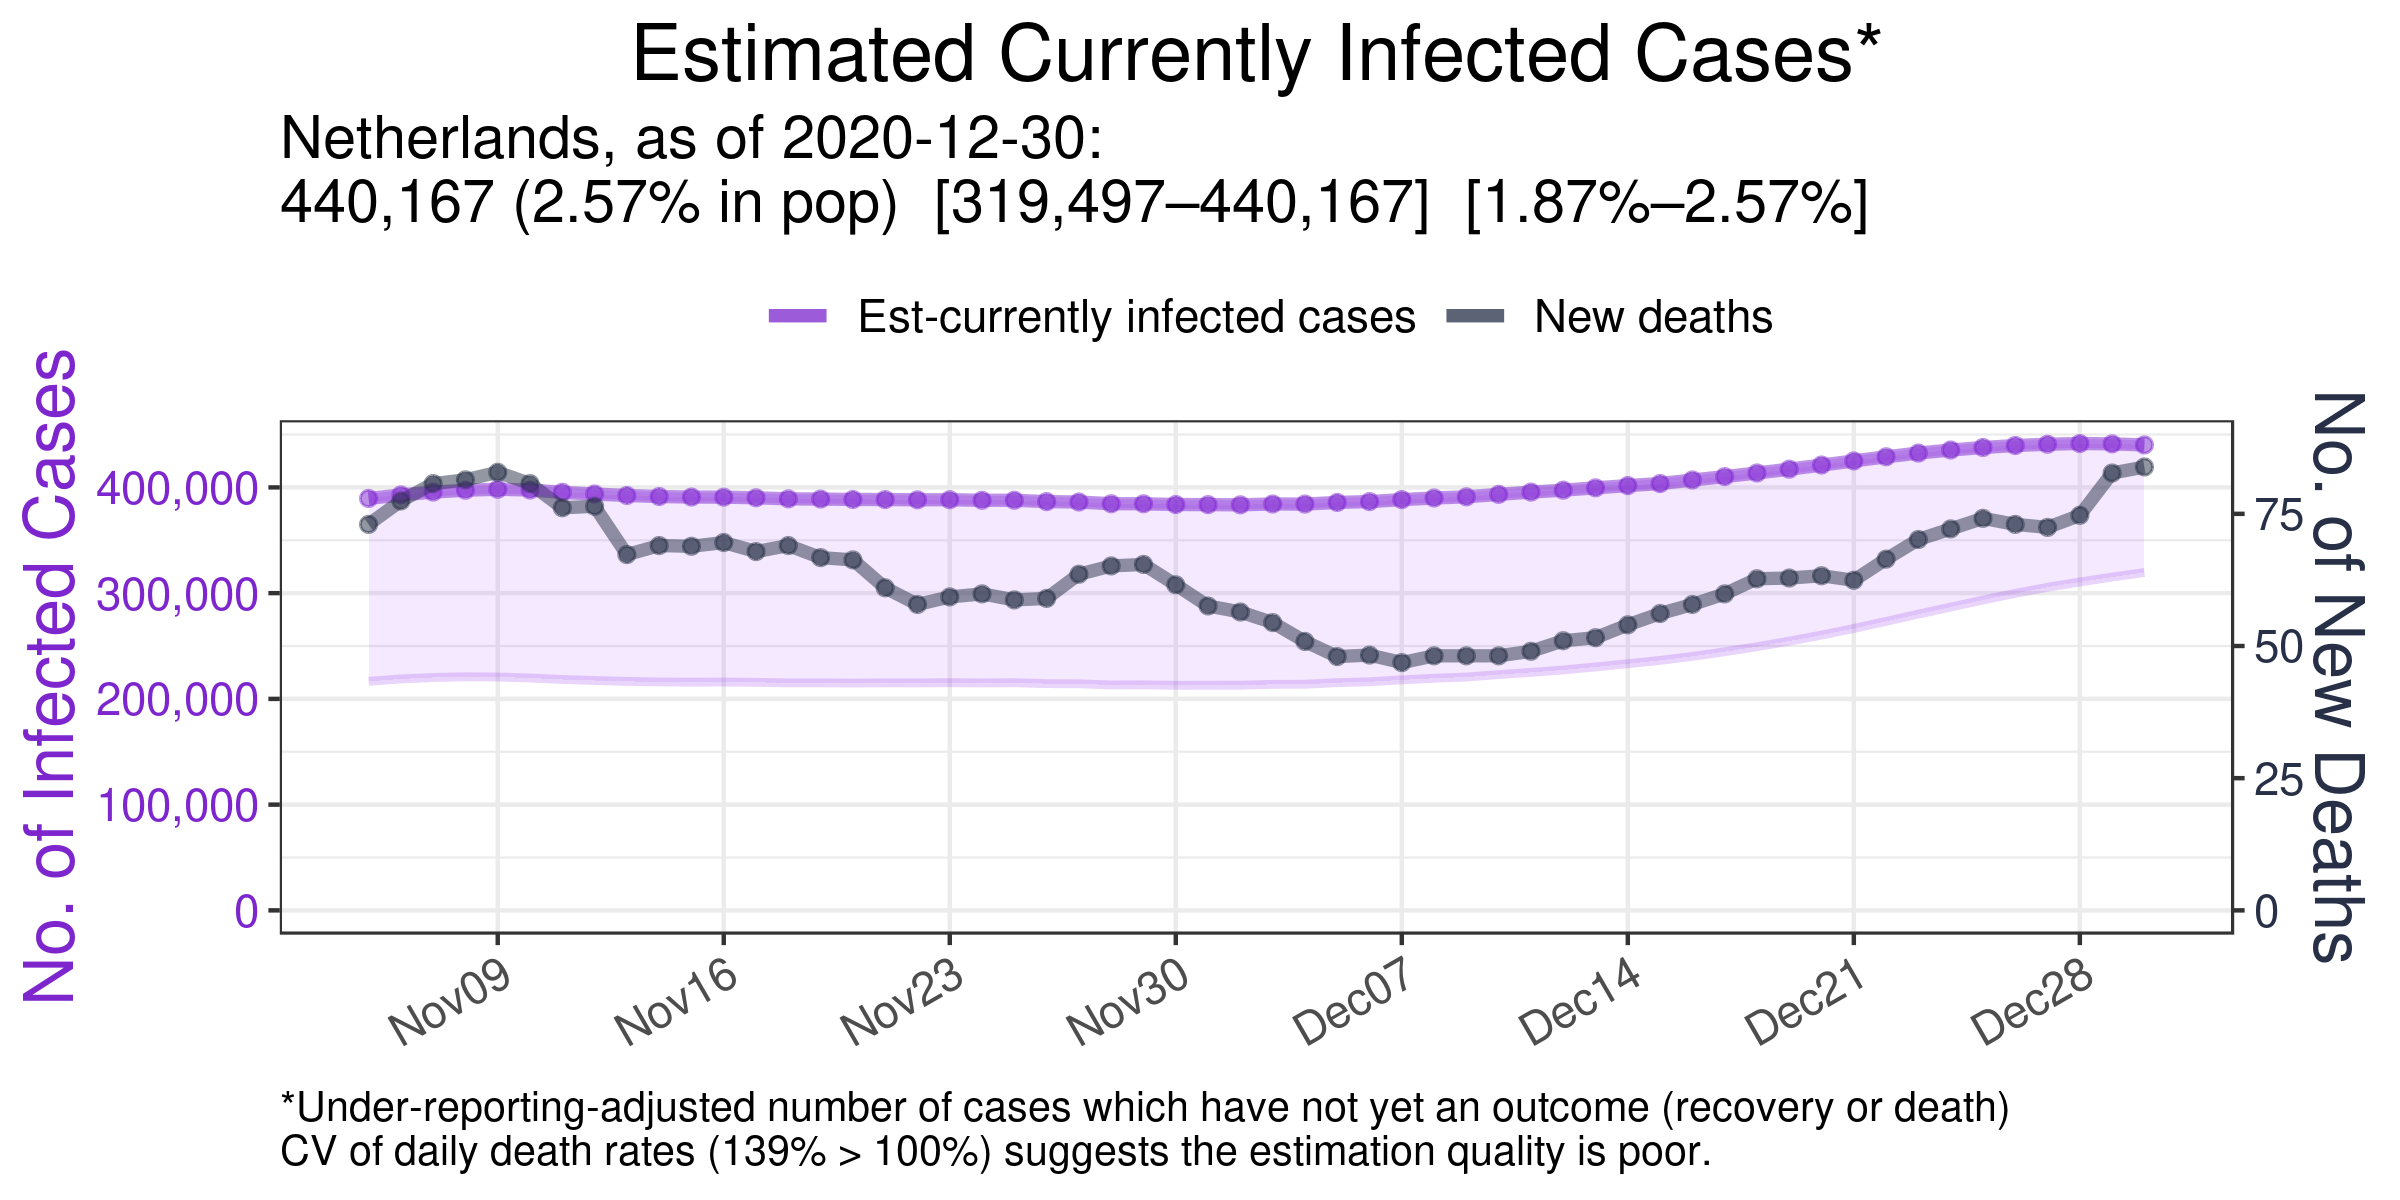 Estimated Currently Infected Cases*
Netherlands, as of 2020-12-30:
440,167 (2.57% in pop)  [319,497–440,167]  [1.87%–2.57%]
Est-currently infected cases
New deaths
No. of Infected Cases
400,000
300,000
200,000
100,000
0
75
50
25
0
No. of New Deaths
Nov09
Nov16
Nov23
Nov30
Dec07
Dec14
Dec21
Dec28
*Under-reporting-adjusted number of cases which have not yet an outcome (recovery or death)
CV of daily death rates (139% > 100%) suggests the estimation quality is poor.